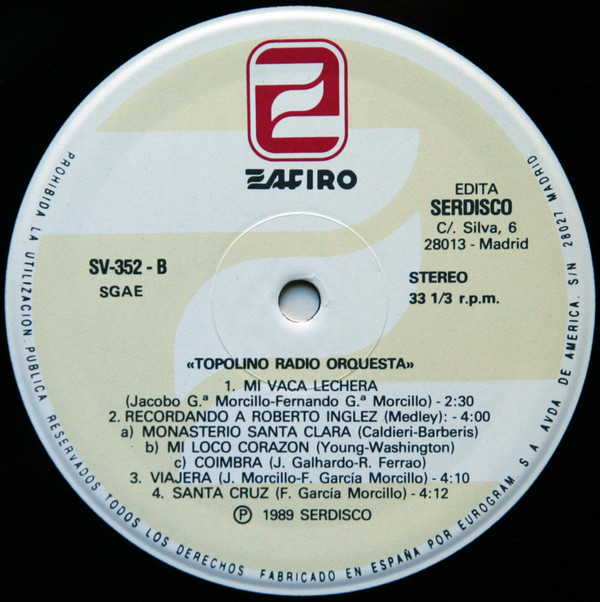 ZAFIRO
EDITA
SERDISCO
C/. Silva, 6
28013 - Madrid
SV-352 - B
SGAE
STEREO
33 1/3 r.p.m.
«TOPOLINO RADIO ORQUESTA»
1. MI VACA LECHERA
(Jacobo G.ª Morcillo-Fernando G.ª Morcillo) - 2:30
2. RECORDANDO A ROBERTO INGLEZ (Medley): - 4:00
a) MONASTERIO SANTA CLARA (Caldieri-Barberis)
b) MI LOCO CORAZON (Young-Washington)
c) COIMBRA (J. Galhardo-R. Ferrao)
3. VIAJERA (J. Morcillo-F. García Morcillo) - 4:10
4. SANTA CRUZ (F. García Morcillo) - 4:12
Ⓟ 1989 SERDISCO
PROHIBIDA LA UTILIZACION PUBLICA RESERVADOS TODOS LOS DERECHOS. FABRICADO EN ESPAÑA POR EUROGRAM, S A AVDA DE AMERICA, S/N 28027 MADRID